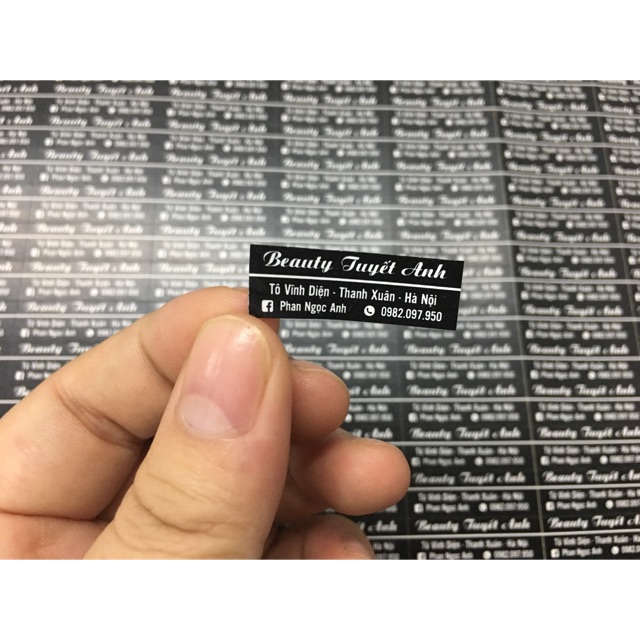 Beauty Tuyết Anh
Tô Vĩnh Diện - Thanh Xuân - Hà Nội
Phan Ngọc Anh 0982.097.950